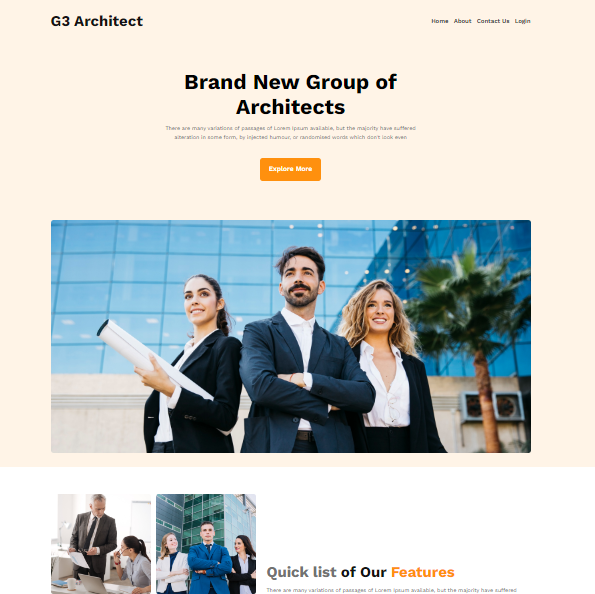 G3 Architect
Home About Contact Us Login
Brand New Group of
Architects
There are many variations of passages of Lorem Ipsum available, but the majority have suffered
alteration in some form, by injected humour, or randomised words which don't look even
Explore More
Quick list of Our Features
There are many variations of passages of Lorem Ipsum available, but the majority have suffered